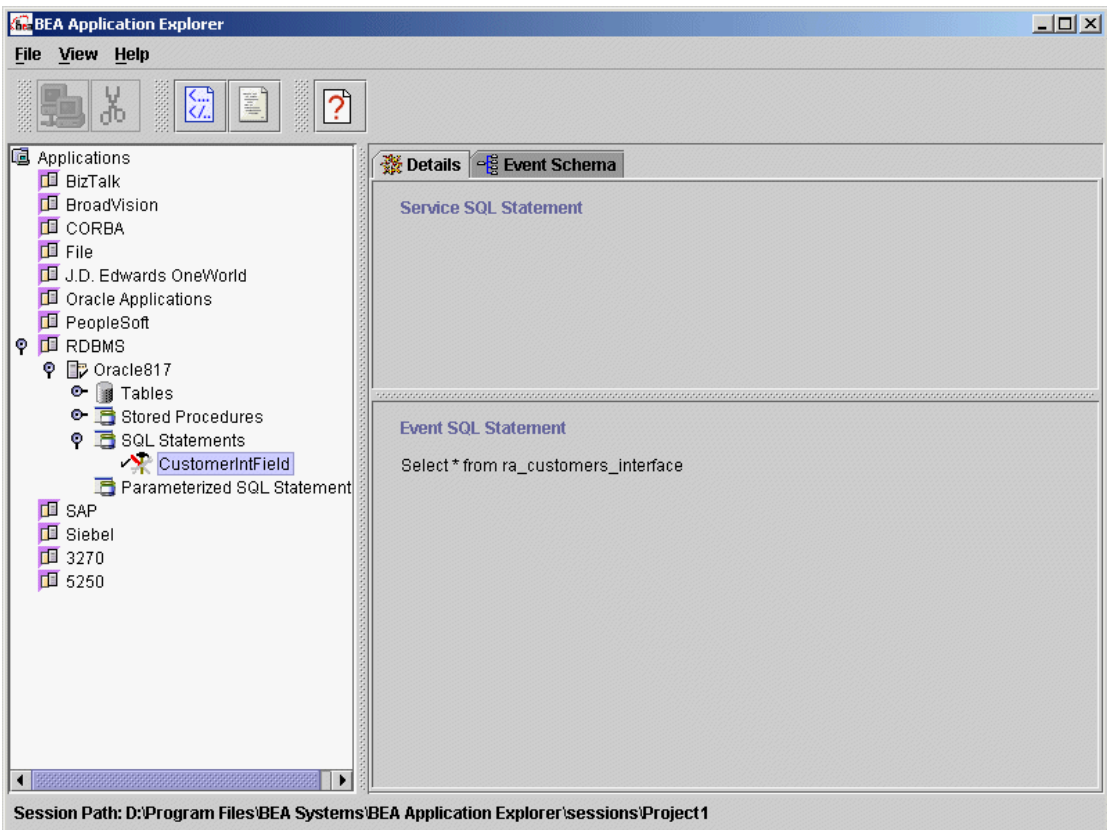 bea BEA Application Explorer
File View Help
Applications
BizTalk
BroadVision
CORBA
File
J.D. Edwards OneWorld
Oracle Applications
PeopleSoft
RDBMS
Oracle817
Tables
Stored Procedures
SQL Statements
CustomerIntField
Parameterized SQL Statement
SAP
Siebel
3270
5250
Details Event Schema
Service SQL Statement
Event SQL Statement
Select * from ra_customers_interface
Session Path: D:\Program Files\BEA Systems\BEA Application Explorer\sessions\Project1